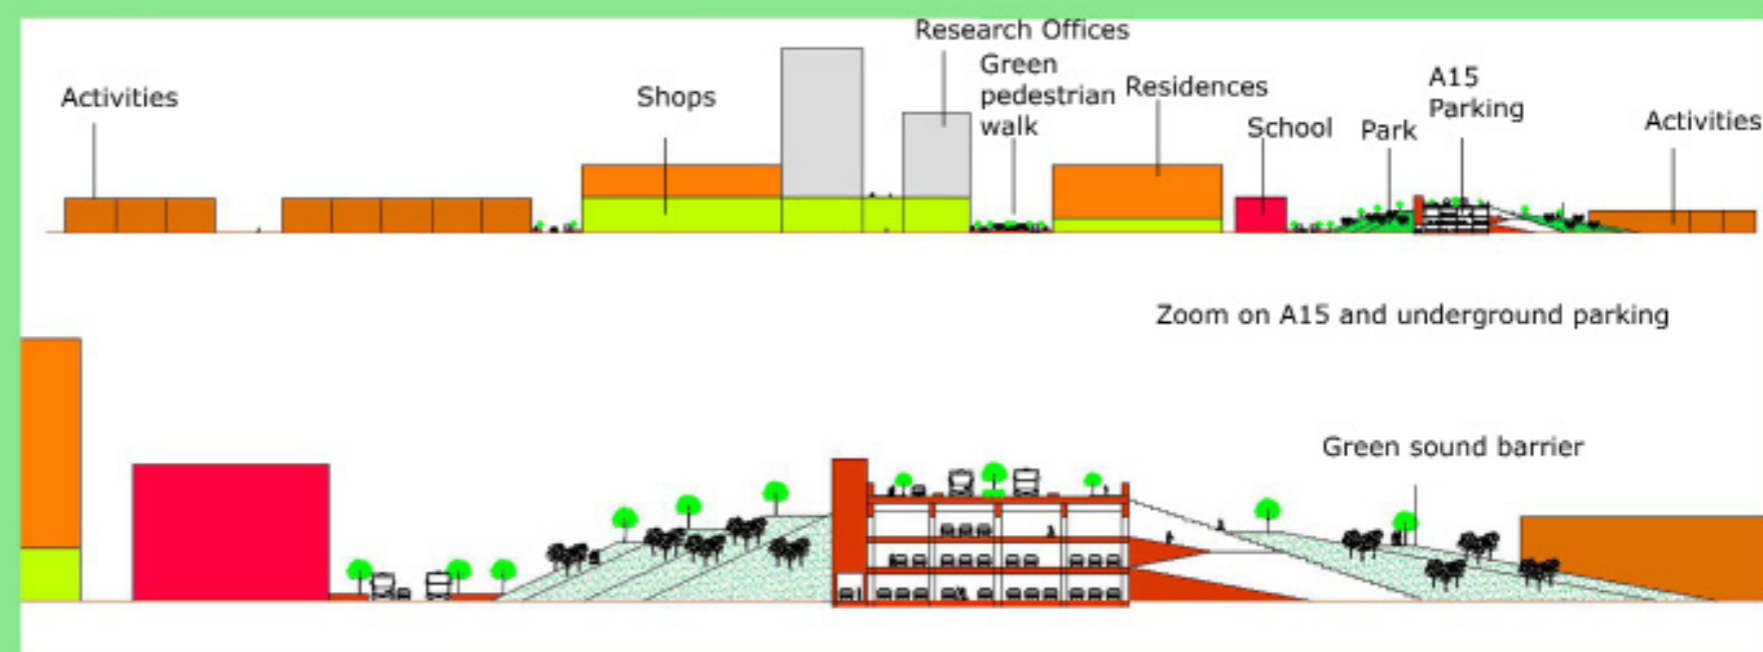 Research Offices
Activities
Shops
Green
pedestrian
walk
Residences
School
Park
A15
Parking
Activities
Zoom on A15 and underground parking
Green sound barrier